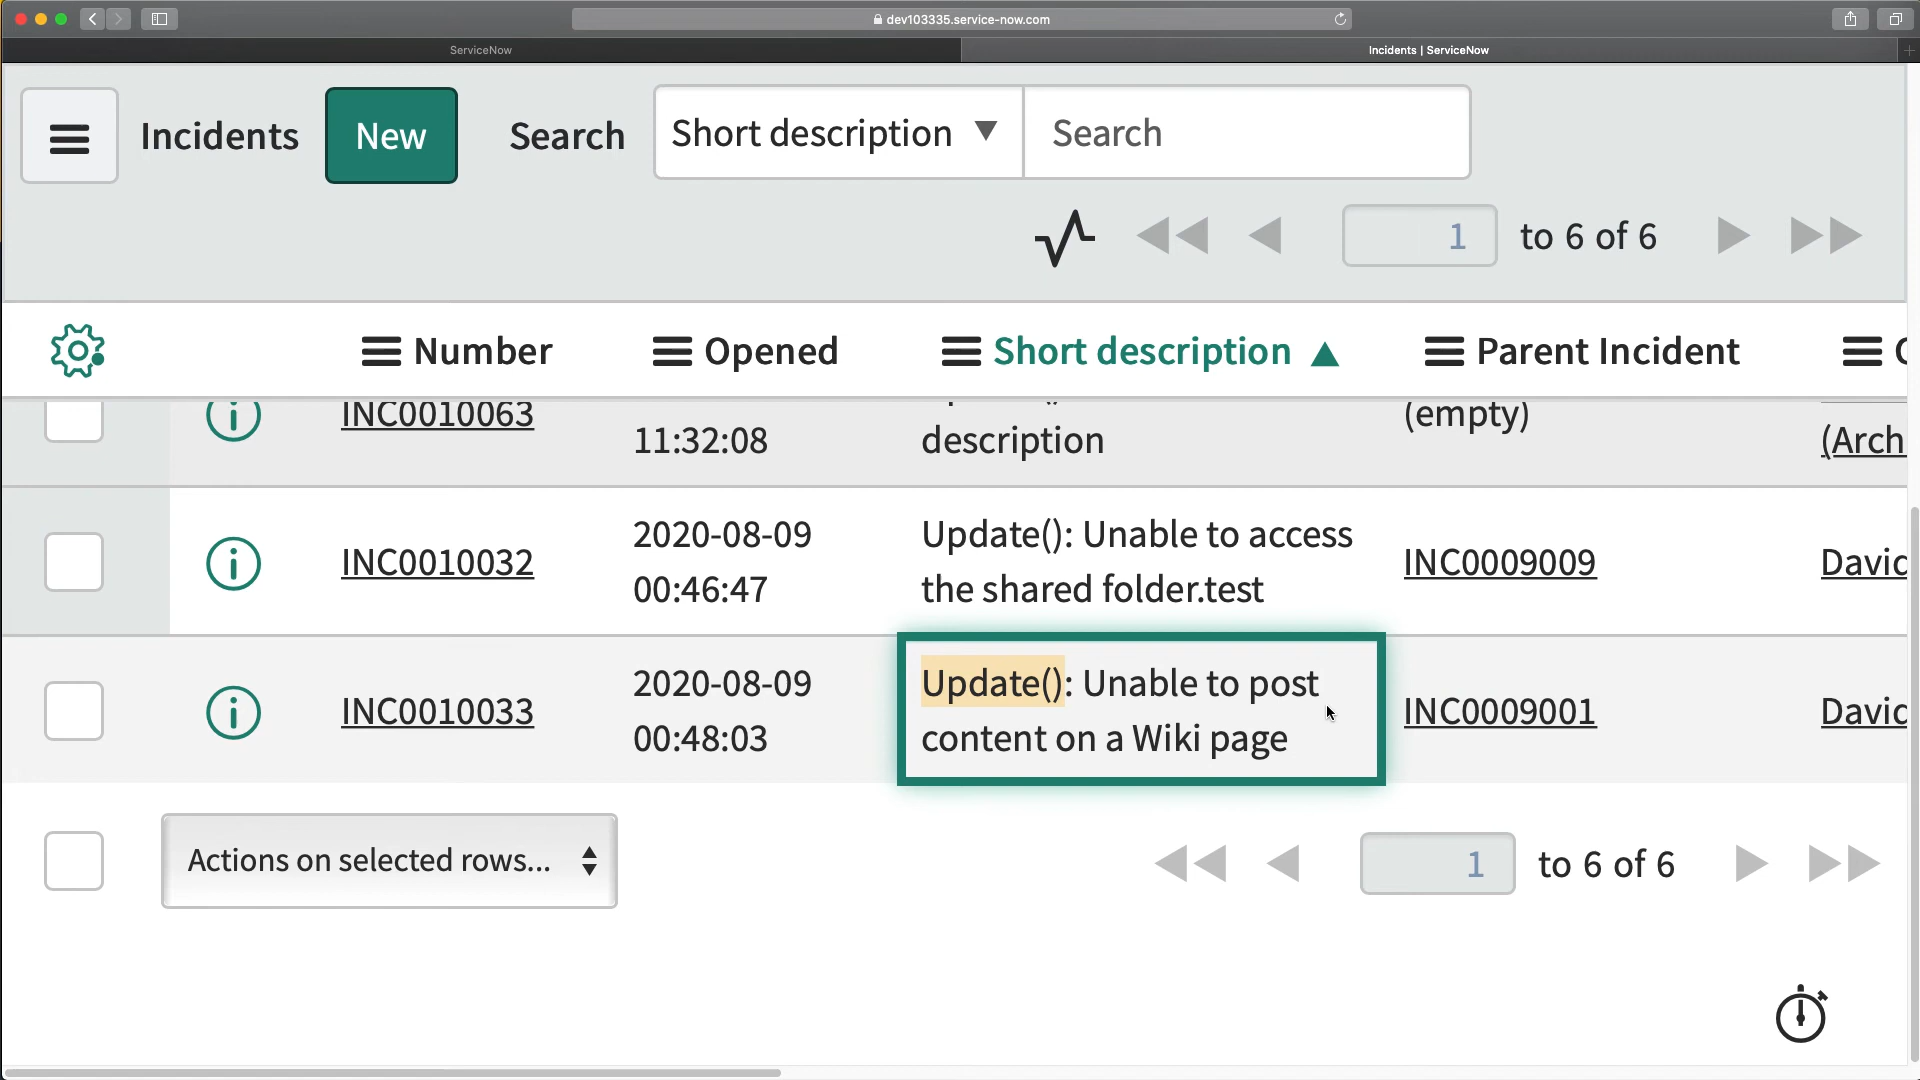 dev103335.service-now.com
ServiceNow
Incidents | ServiceNow
Incidents
New
Search
Short description ▼
Search
1 to 6 of 6
Number
Opened
Short description ▲
Parent Incident
INC0010063
11:32:08
description
(empty)
(Arch
INC0010032
2020-08-09
00:46:47
Update(): Unable to access
the shared folder.test
INC0009009
Davic
INC0010033
2020-08-09
00:48:03
Update(): Unable to post
content on a Wiki page
INC0009001
Davic
Actions on selected rows...
1 to 6 of 6